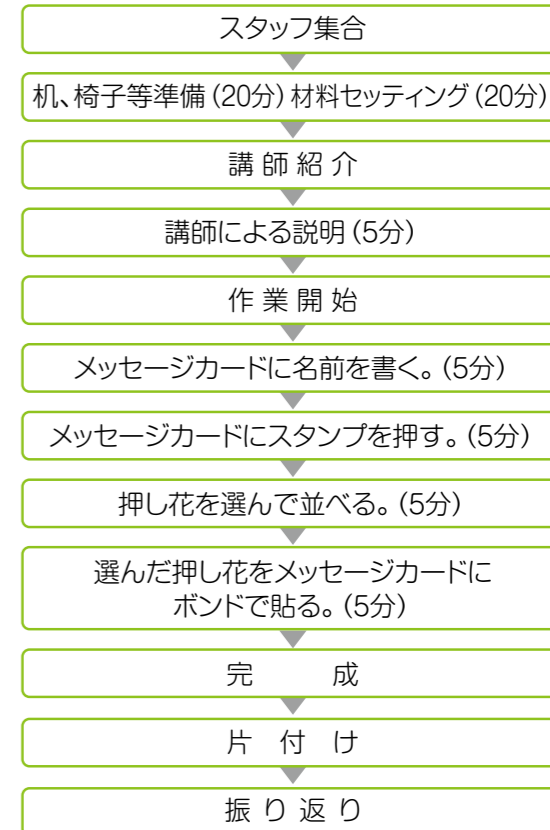 スタッフ集合
机、椅子等準備(20分)材料セッティング(20分)
講師紹介
講師による説明(5分)
作業開始
メッセージカードに名前を書く。(5分)
メッセージカードにスタンプを押す。(5分)
押し花を選んで並べる。(5分)
選んだ押し花をメッセージカードに
ボンドで貼る。(5分)
完　成
片付け
振り返り